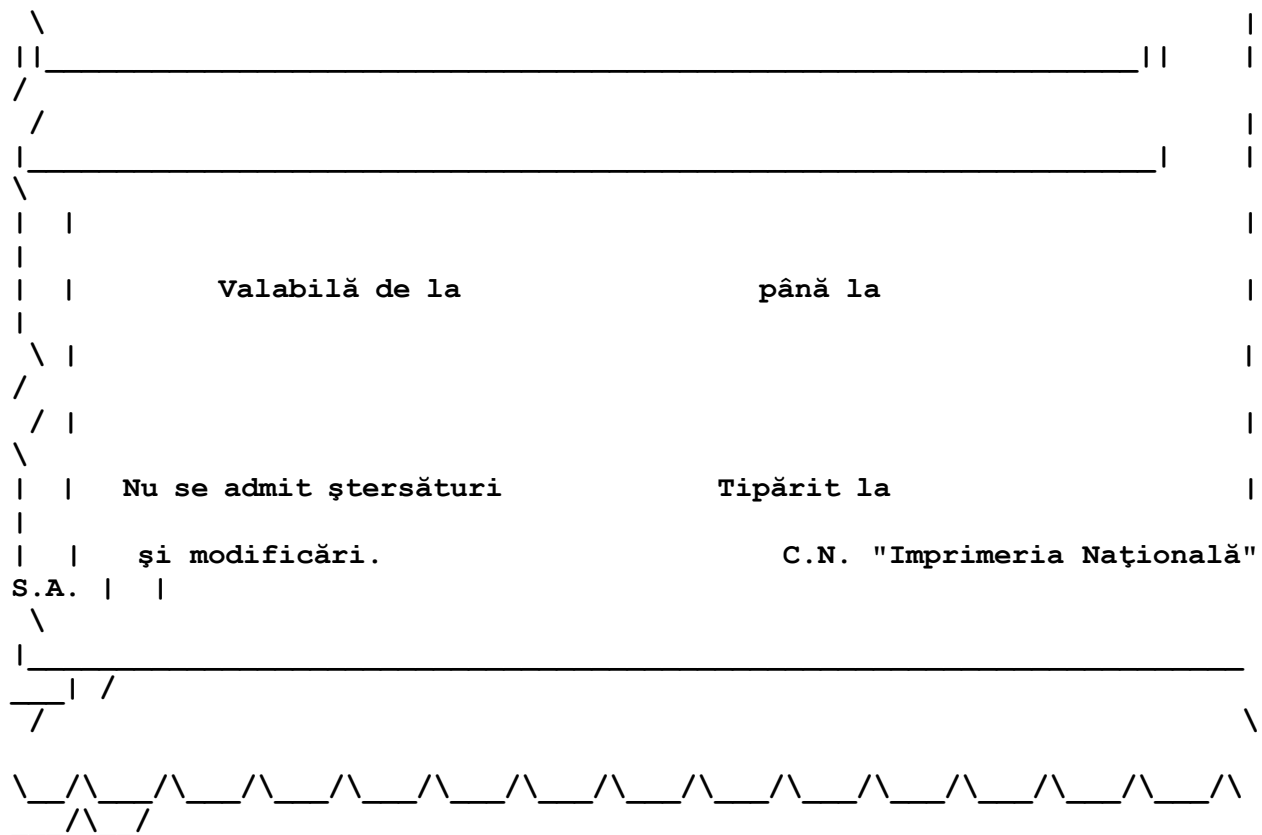 Valabilă de la până la
Nu se admit ştersături Tipărit la
şi modificări. C.N. "Imprimeria Naţională"
S.A.